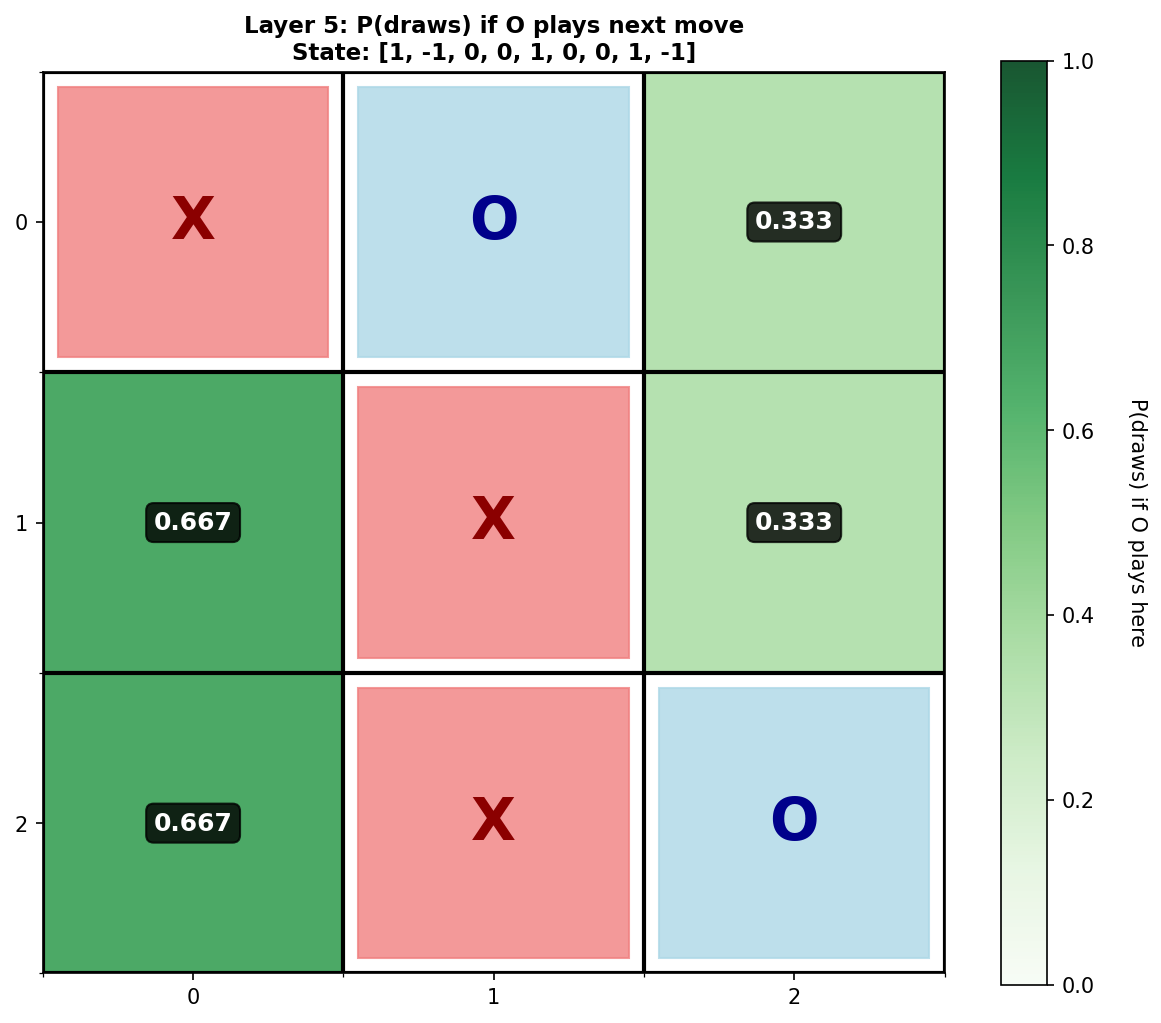 Layer 5: P(draws) if O plays next move
State: [1, -1, 0, 0, 1, 0, 0, 1, -1]
0
X
O
0.333
1
0.667
X
0.333
2
0.667
X
O
0
1
2
1.0
0.8
0.6
0.4
0.2
0.0
P(draws) if O plays here